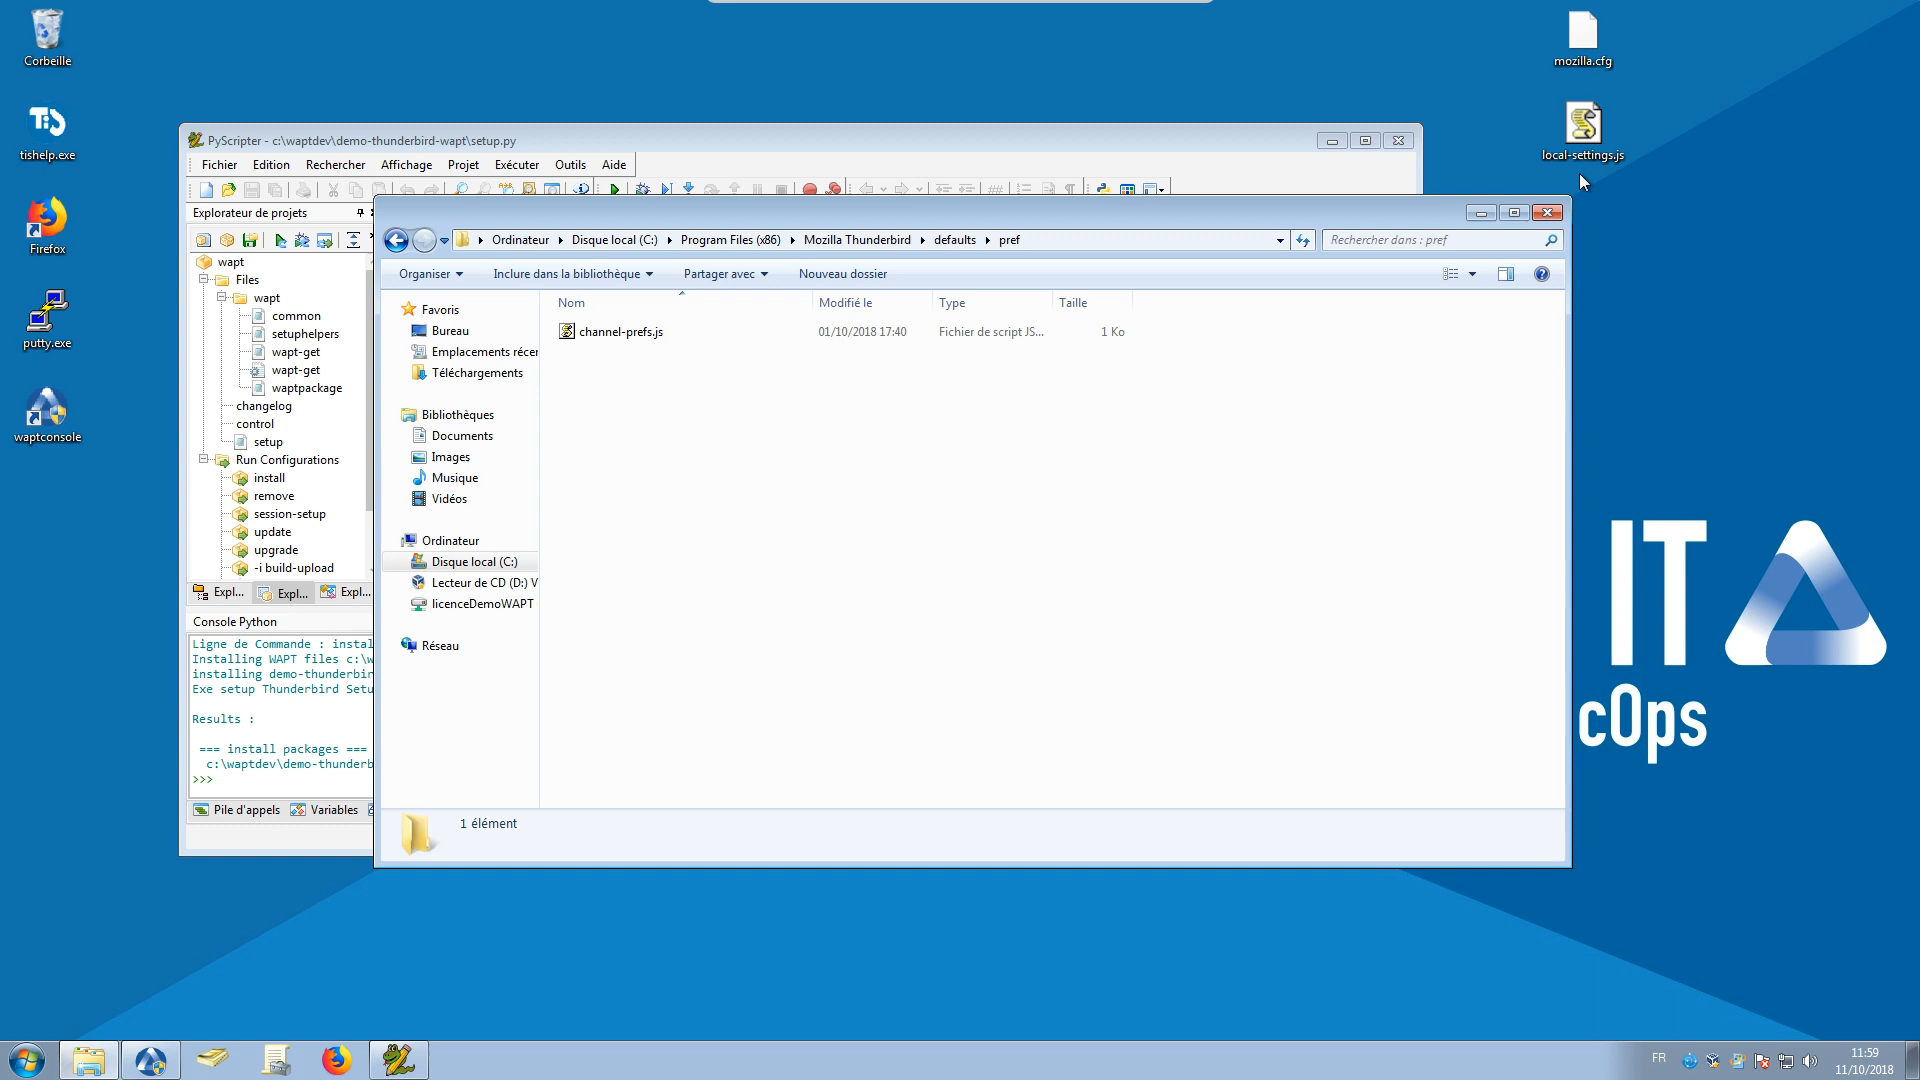 Corbeille
tishelp.exe
Firefox
putty.exe
waptconsole
mozilla.cfg
local-settings.js
PyScripter - c:\waptdev\demo-thunderbird-wapt\setup.py
Fichier Edition Rechercher Affichage Projet Exécuter Outils Aide
Explorateur de projets
wapt
Files
wapt
common
setuphelpers
wapt-get
wapt-get
waptpackage
changelog
control
setup
Run Configurations
install
remove
session-setup
update
upgrade
-i build-upload
Expl... Expl... Expl...
Console Python
Ligne de Commande : instal
Installing WAPT files c:\w
installing demo-thunderbir
Exe setup Thunderbird Setu
Results :
=== install packages ===
c:\waptdev\demo-thunderb
>>>
Pile d'appels Variables
Ordinateur Disque local (C:) Program Files (x86) Mozilla Thunderbird defaults pref
Rechercher dans : pref
Organiser Inclure dans la bibliothèque Partager avec Nouveau dossier
Favoris
Bureau
Emplacements récer
Téléchargements
Bibliothèques
Documents
Images
Musique
Vidéos
Ordinateur
Disque local (C:)
Lecteur de CD (D:) V
licenceDemoWAPT
Réseau
Nom Modifié le Type Taille
channel-prefs.js 01/10/2018 17:40 Fichier de script JS... 1 Ko
1 élément
IT
cOps
FR
11:59
11/10/2018